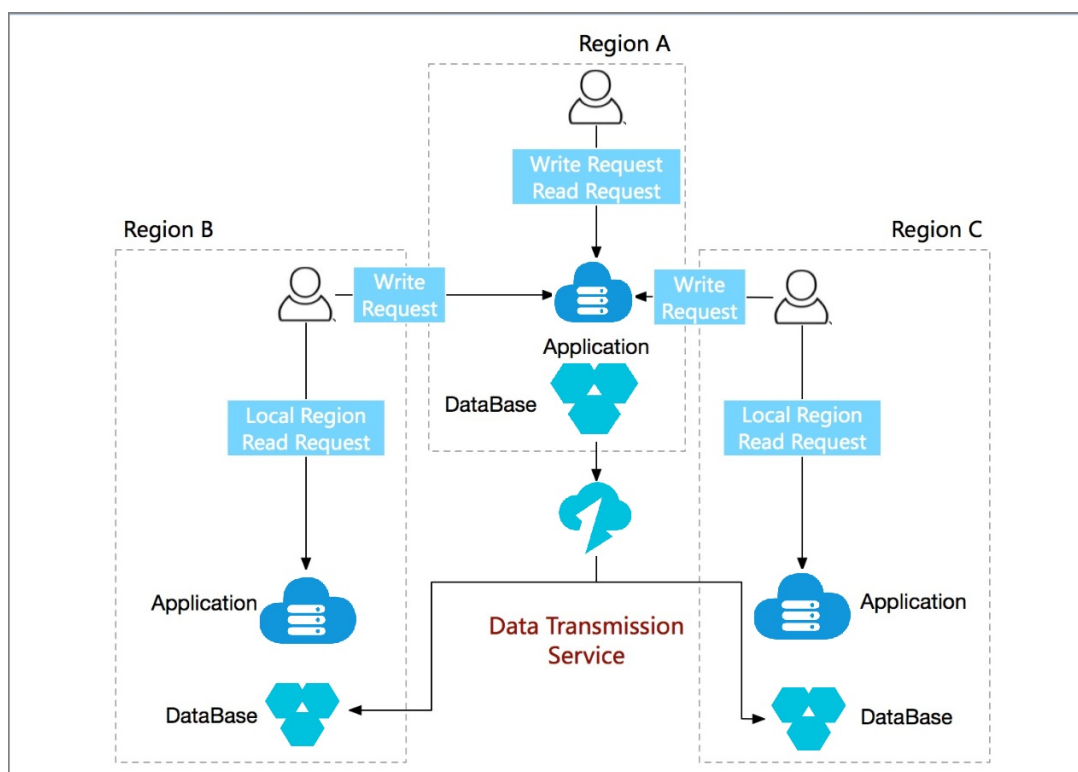 Region A
Write Request
Read Request
Region B
Region C
Write
Request
Write
Request
Application
DataBase
Local Region
Read Request
Local Region
Read Request
Application
Application
Data Transmission
Service
DataBase
DataBase